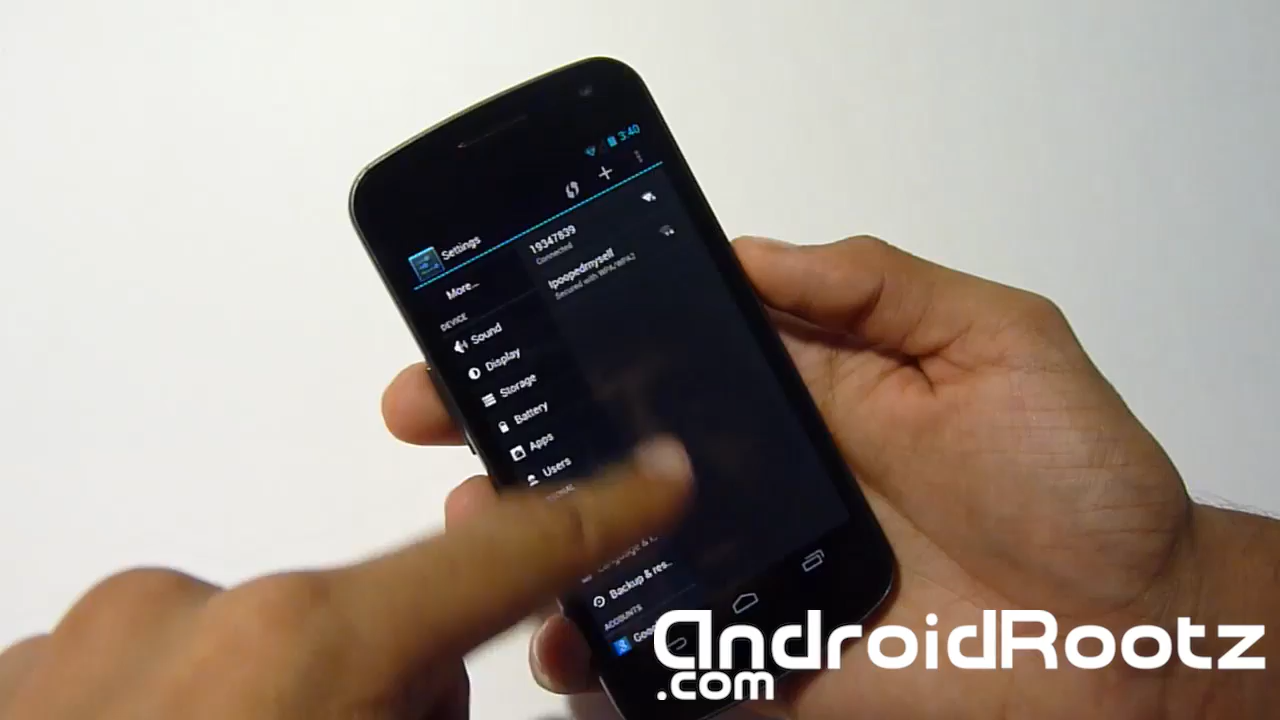 3:40
Settings
19347839
Connected
Ipoopedmyself
Secured with WPA/WPA2
More...
DEVICE
Sound
Display
Storage
Battery
Apps
Users
Backup & res..
ACCOUNTS
AndroidRootz
.com